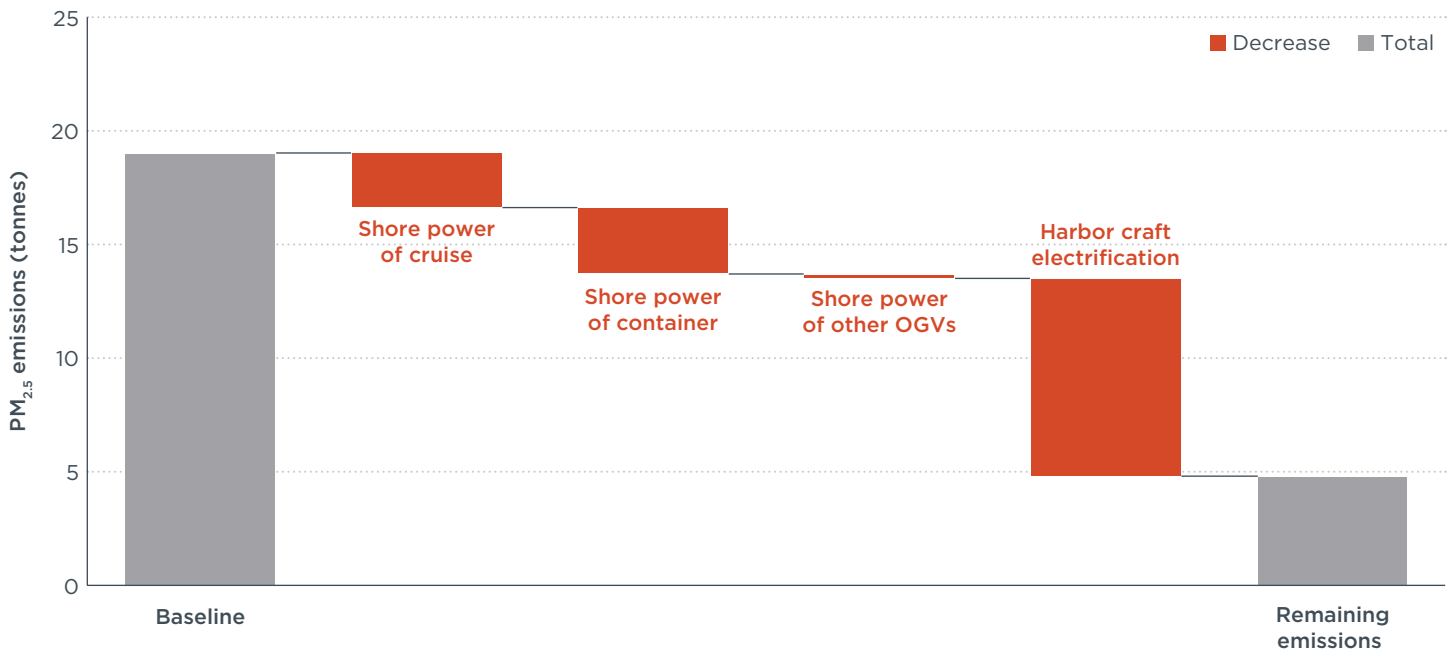 25
20
15
10
5
0
PM2.5 emissions (tonnes)
Decrease
Total
Shore power
of cruise
Shore power
of container
Shore power
of other OGVs
Harbor craft
electrification
Baseline
Remaining
emissions